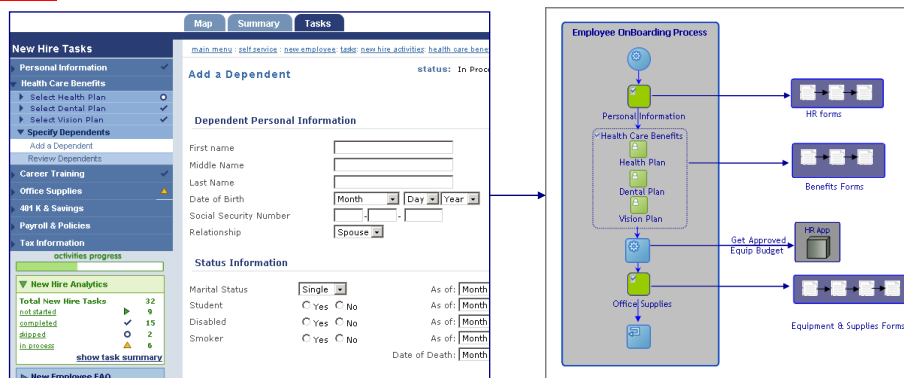 Map Summary Tasks
New Hire Tasks
Personal Information
Health Care Benefits
Select Health Plan
Select Dental Plan
Select Vision Plan
Specify Dependents
Add a Dependent
Review Dependents
Career Training
Office Supplies
401 K & Savings
Payroll & Policies
Tax Information
activities progress
New Hire Analytics
Total New Hire Tasks 32
not started 9
completed 15
skipped 2
in process 6
show task summary
New Employee FAQ
main menu : self service : new employee: tasks: new hire activities: health care bene
Add a Dependent
status: In Proc
Dependent Personal Information
First name
Middle Name
Last Name
Date of Birth Month Day Year
Social Security Number - -
Relationship Spouse
Status Information
Marital Status Single As of: Month
Student Yes No As of: Month
Disabled Yes No As of: Month
Smoker Yes No As of: Month
Date of Death: Month
Employee OnBoarding Process
Personal Information
Health Care Benefits
Health Plan
Dental Plan
Vision Plan
Office Supplies
HR forms
Benefits Forms
Get Approved
Equip Budget
HR App
Equipment & Supplies Forms